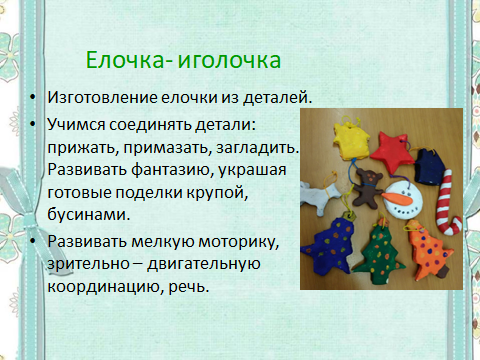 Елочка- иголочка
• Изготовление елочки из деталей.
• Учимся соединять детали:
прижать, примазать, загладить.
Развивать фантазию, украшая
готовые поделки крупой,
бусинами.
• Развивать мелкую моторику,
зрительно – двигательную
координацию, речь.